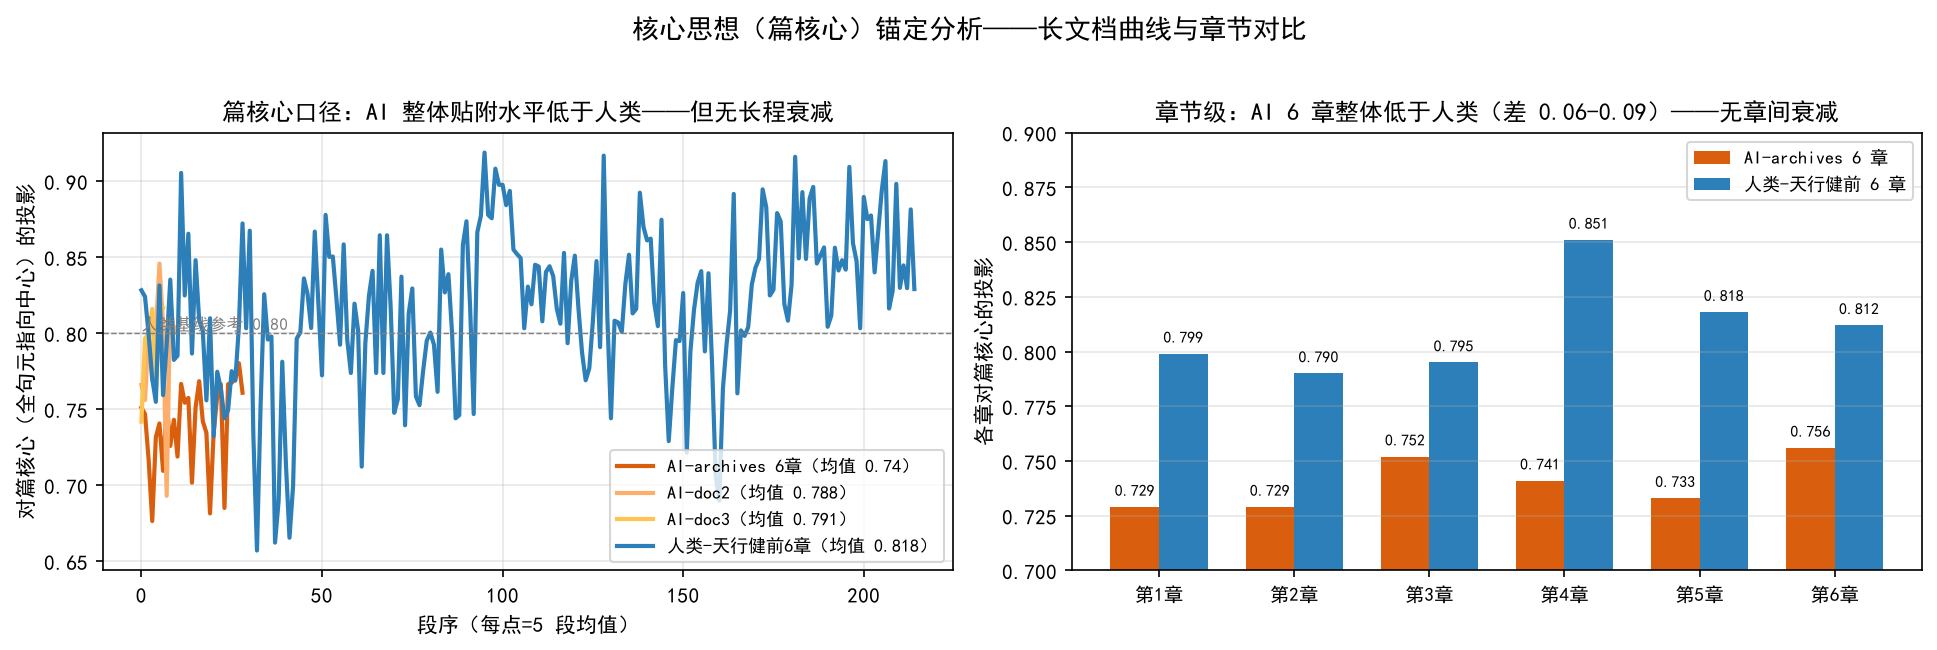 核心思想（篇核心）锚定分析——长文档曲线与章节对比
篇核心口径：AI 整体贴附水平低于人类——但无长程衰减
对篇核心（全句元指向中心）的投影
0.90
0.85
0.80
0.75
0.70
0.65
参考 0.80
AI-archives 6章（均值 0.74）
AI-doc2（均值 0.788）
AI-doc3（均值 0.791）
人类-天行健前6章（均值 0.818）
0
50
100
150
200
段序（每点=5 段均值）
章节级：AI 6 章整体低于人类（差 0.06-0.09）——无章间衰减
各章对篇核心的投影
0.900
0.875
0.850
0.825
0.800
0.775
0.750
0.725
0.700
AI-archives 6 章
人类-天行健前 6 章
0.729
0.799
0.729
0.790
0.752
0.795
0.741
0.851
0.733
0.818
0.756
0.812
第1章
第2章
第3章
第4章
第5章
第6章